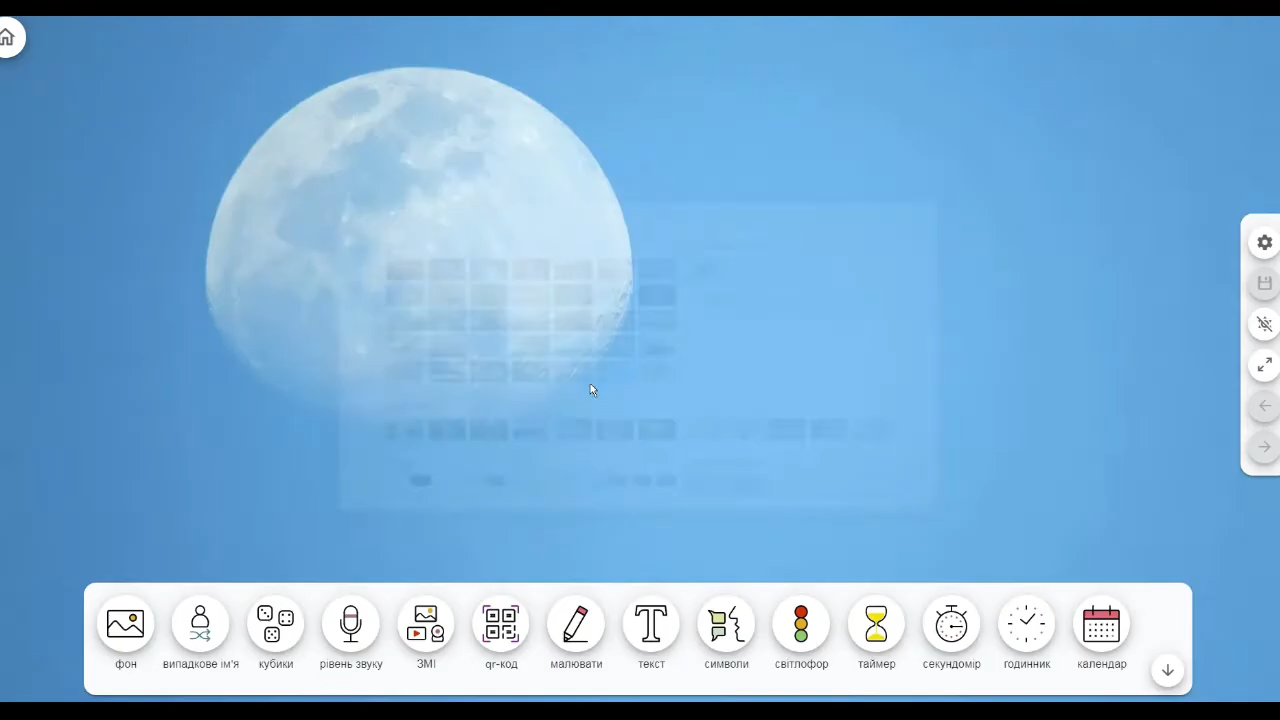 фон
випадкове ім'я
кубики
рівень звуку
ЗМІ
qr-код
малювати
текст
символи
світлофор
таймер
секундомір
годинник
календар